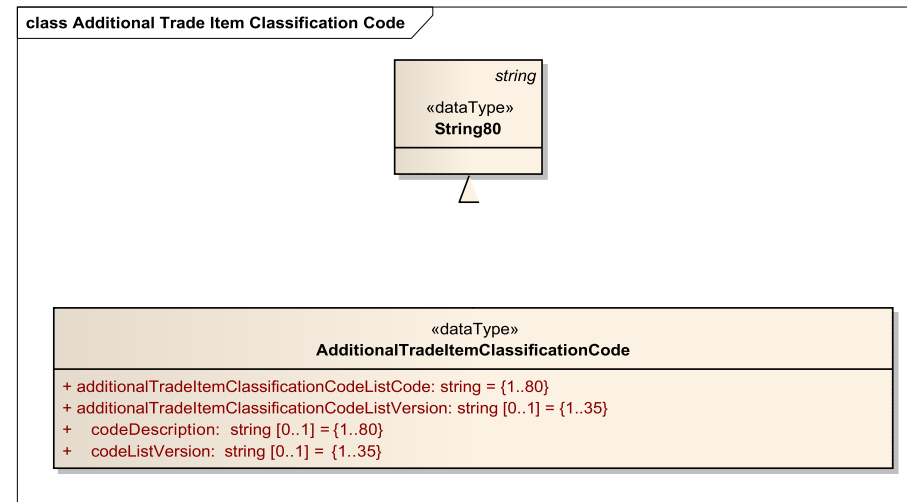 class Additional Trade Item Classification Code
string
«dataType»
String80
«dataType»
AdditionalTradeItemClassificationCode
+ additionalTradeItemClassificationCodeListCode: string = {1..80}
+ additionalTradeItemClassificationCodeListVersion: string [0..1] = {1..35}
+ codeDescription: string [0..1] = {1..80}
+ codeListVersion: string [0..1] = {1..35}